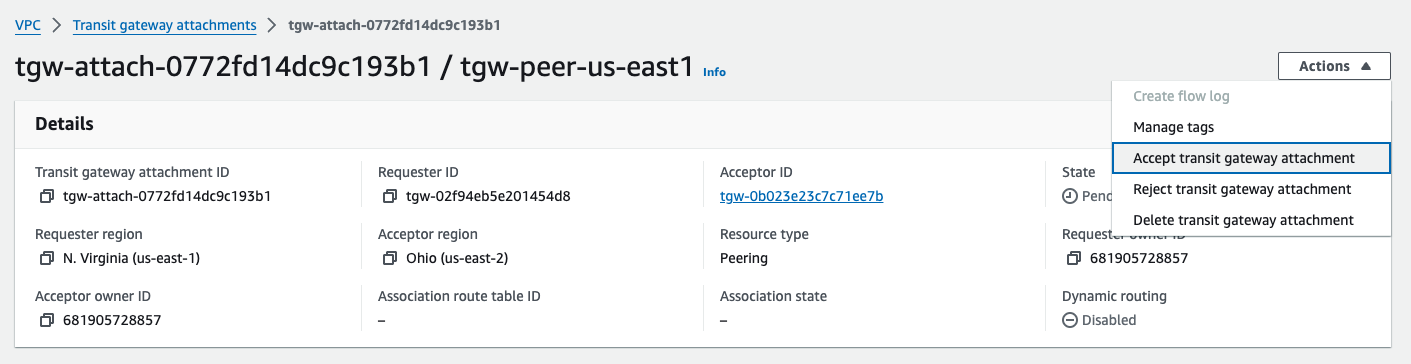 VPC > Transit gateway attachments > tgw-attach-0772fd14dc9c193b1
tgw-attach-0772fd14dc9c193b1 / tgw-peer-us-east1 Info
Actions
Create flow log
Manage tags
Accept transit gateway attachment
Reject transit gateway attachment
Delete transit gateway attachment
Details
Transit gateway attachment ID
tgw-attach-0772fd14dc9c193b1
Requester ID
tgw-02f94eb5e201454d8
Acceptor ID
tgw-0b023e23c7c71ee7b
State
Requester region
N. Virginia (us-east-1)
Acceptor region
Ohio (us-east-2)
Resource type
Peering
Requester owner ID
681905728857
Acceptor owner ID
681905728857
Association route table ID
–
Association state
–
Dynamic routing
Disabled